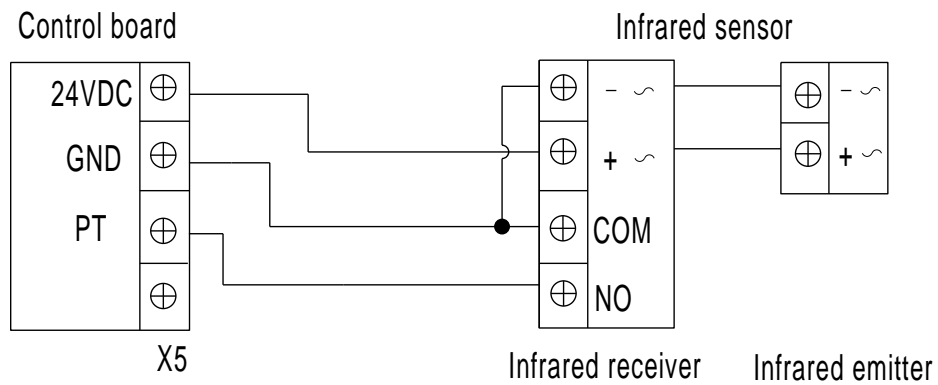 Control board
Infrared sensor
24VDC
GND
PT
X5
- ∽
+ ∽
COM
NO
Infrared receiver
- ∽
+ ∽
Infrared emitter